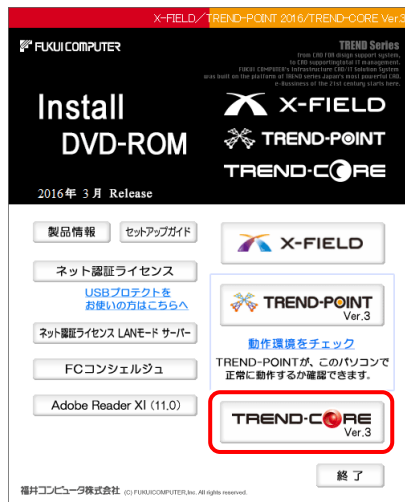 X-FIELD/TREND-POINT 2016/TREND-CORE Ver.3
FUKUI COMPUTER
TREND Series
from CAD FOR design support system,
to CAD supportingtotal IT management.
FUKUI COMPUTER's Infrastructure CAD/IT Solution System
was built on the platform of TREND series Japan's most powerful CAD.
e-Bussiness of the 21st century starts here.
Install
DVD-ROM
X-FIELD
TREND-POINT
TREND-CORE
2016年 3月 Release
製品情報
セットアップガイド
X-FIELD
ネット認証ライセンス
USBプロテクトを
お使いの方はこちらへ
TREND-POINT
Ver.3
ネット認証ライセンス LANモード サーバー
動作環境をチェック
TREND-POINTが、このパソコンで
正常に動作するか確認できます。
FCコンシェルジュ
Adobe Reader XI (11.0)
TREND-CORE
Ver.3
終了
福井コンピュータ株式会社 (C) FUKUICOMPUTER,Inc. All rights reserved.